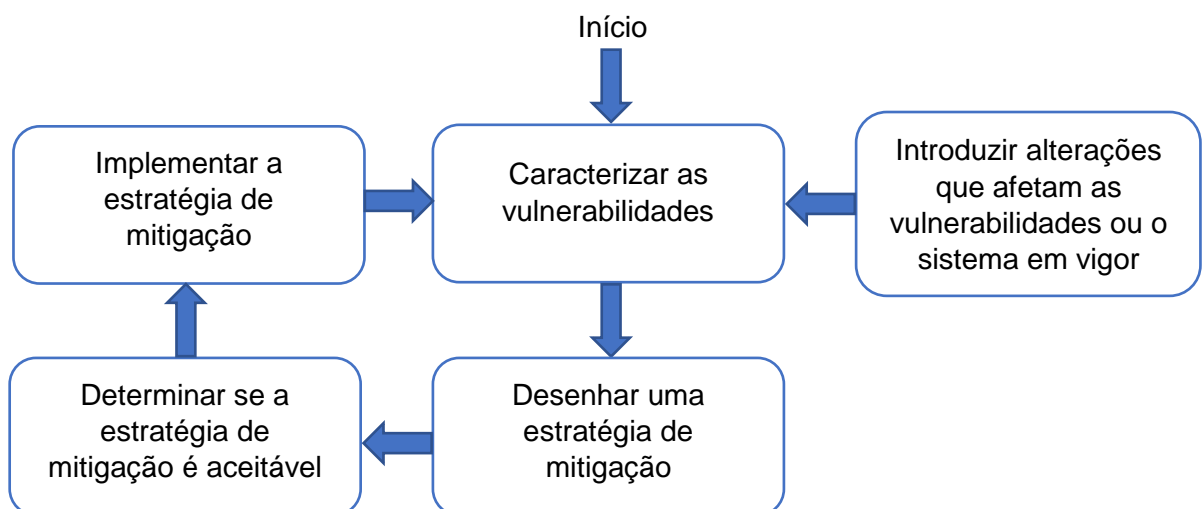 Início
Implementar a
estratégia de
mitigação
Caracterizar as
vulnerabilidades
Introduzir alterações
que afetam as
vulnerabilidades ou o
sistema em vigor
Determinar se a
estratégia de
mitigação é aceitável
Desenhar uma
estratégia de
mitigação